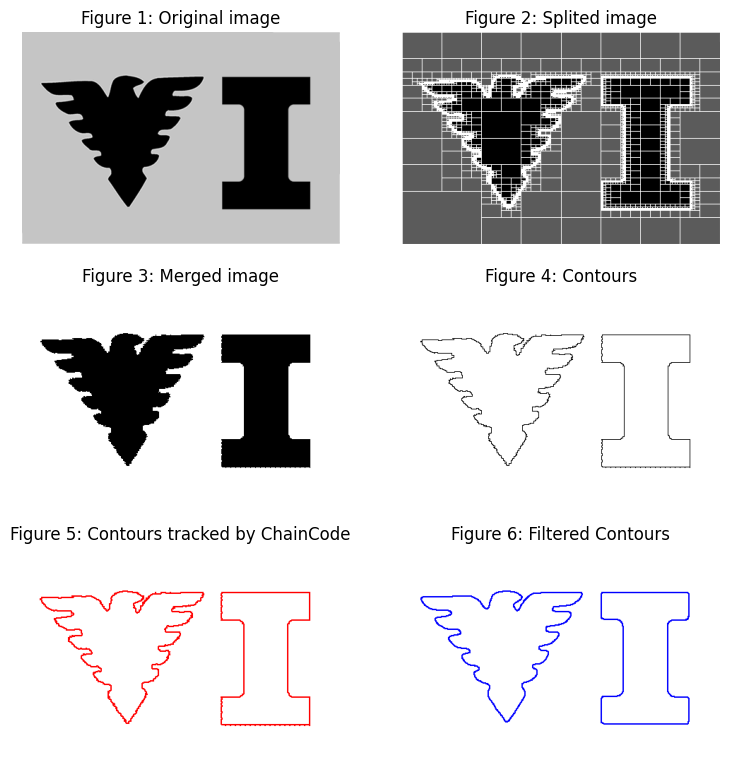 Figure 1: Original image
Figure 2: Splited image
Figure 3: Merged image
Figure 4: Contours
Figure 5: Contours tracked by ChainCode
Figure 6: Filtered Contours